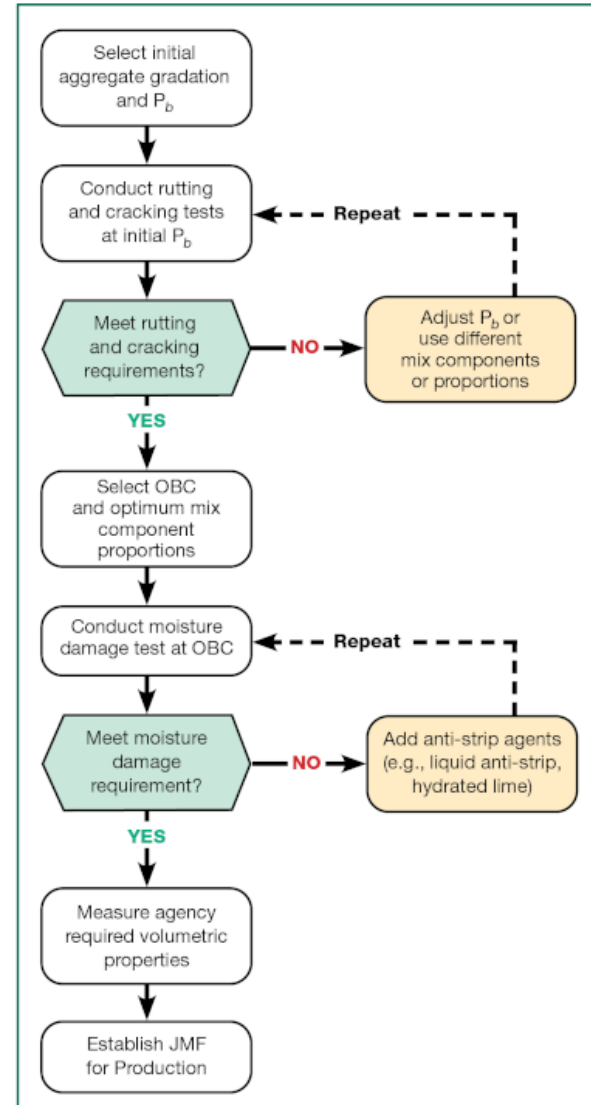 Select initial
aggregate gradation
and Pb
Conduct rutting
and cracking tests
at initial Pb
Repeat
Meet rutting
and cracking
requirements?
NO
Adjust Pb or
use different
mix components
or proportions
YES
Select OBC
and optimum mix
component
proportions
Conduct moisture
damage test at OBC
Repeat
Meet moisture
damage
requirement?
NO
Add anti-strip agents
(e.g., liquid anti-strip,
hydrated lime)
YES
Measure agency
required volumetric
properties
Establish JMF
for Production